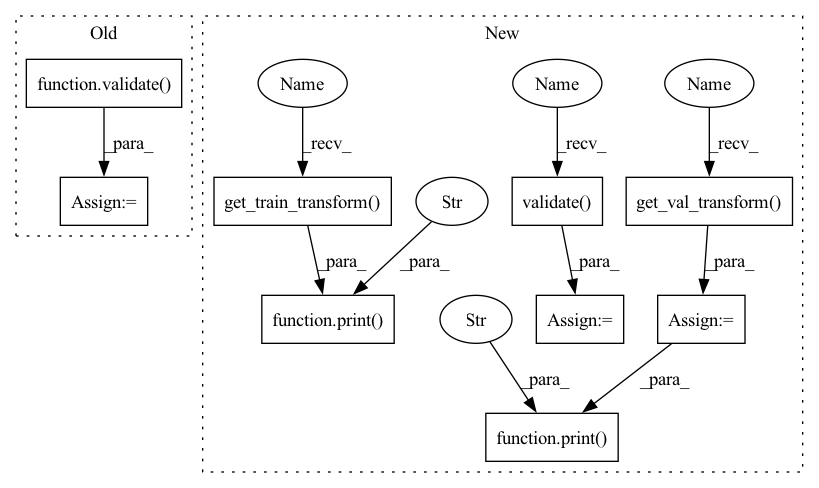 Old
New
function.validate()
Name
Name
Name
_para_
_recv_
_recv_
_recv_
Assign:=
get_train_transform()
Str
validate()
get_val_transform()
_para_
_para_
_para_
_para_
function.print()
Str
Assign:=
Assign:=
_para_
_para_
function.print()